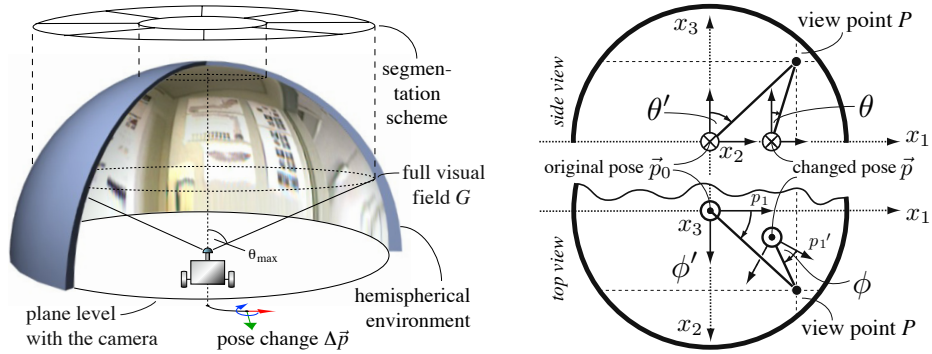 segmen-
tation
scheme
full visual
field G
θmax
hemispherical
environment
plane level
with the camera
pose change Δp⃗
side view
x₃
view point P
θ′
θ
x₂
x₁
original pose p⃗₀
changed pose p⃗
top view
p₁
x₃
x₁
p₁′
ϕ′
ϕ
x₂
view point P